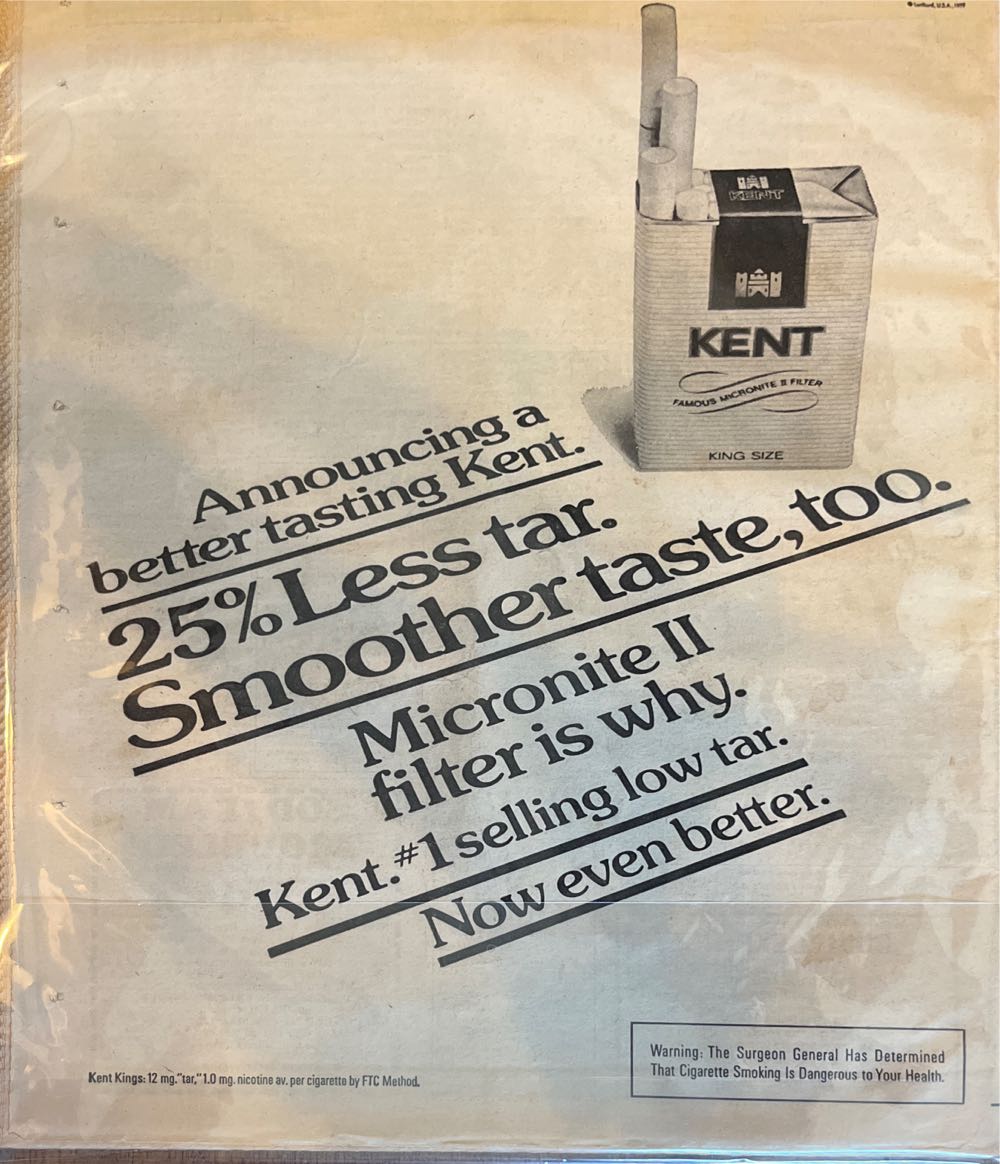 © Lorillard, U.S.A.,
KENT
KENT
FAMOUS MICRONITE II FILTER
KING SIZE
Announcing a
better tasting Kent.
25% Less tar.
Smoother taste, too.
Micronite II
filter is why.
Kent. #1 selling low tar.
Now even better.
Kent Kings: 12 mg. "tar," 1.0 mg. nicotine av. per cigarette by FTC Method.
Warning: The Surgeon General Has Determined
That Cigarette Smoking Is Dangerous to Your Health.